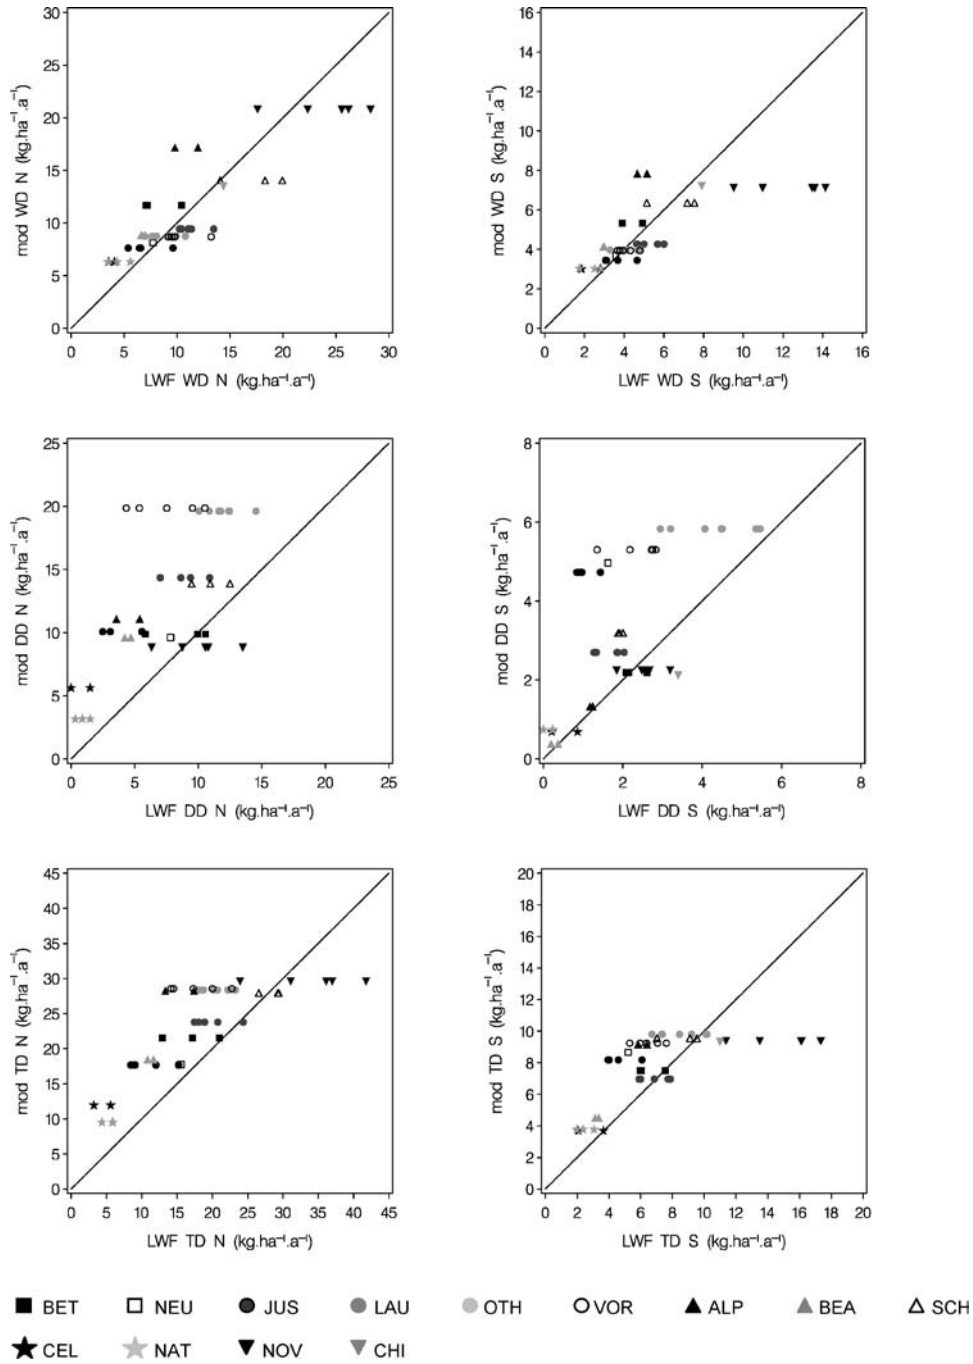 mod WD N (kg.ha⁻¹.a⁻¹)
30
25
20
15
10
5
0
0 5 10 15 20 25 30
LWF WD N (kg.ha⁻¹.a⁻¹)
mod WD S (kg.ha⁻¹.a⁻¹)
16
14
12
10
8
6
4
2
0
0 2 4 6 8 10 12 14 16
LWF WD S (kg.ha⁻¹.a⁻¹)
mod DD N (kg.ha⁻¹.a⁻¹)
25
20
15
10
5
0
0 5 10 15 20 25
LWF DD N (kg.ha⁻¹.a⁻¹)
mod DD S (kg.ha⁻¹.a⁻¹)
8
6
4
2
0
0 2 4 6 8
LWF DD S (kg.ha⁻¹.a⁻¹)
mod TD N (kg.ha⁻¹.a⁻¹)
45
40
35
30
25
20
15
10
5
0
0 5 10 15 20 25 30 35 40 45
LWF TD N (kg.ha⁻¹.a⁻¹)
mod TD S (kg.ha⁻¹.a⁻¹)
20
18
16
14
12
10
8
6
4
2
0
0 2 4 6 8 10 12 14 16 18 20
LWF TD S (kg.ha⁻¹.a⁻¹)
BET NEU JUS LAU OTH VOR ALP BEA SCH
CEL NAT NOV CHI